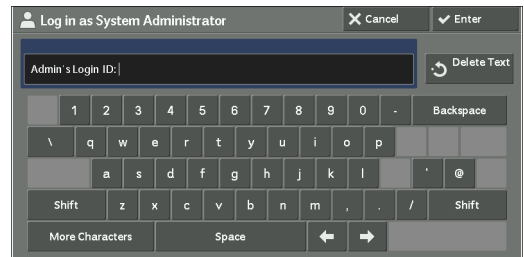 Log in as System Administrator
Cancel
Enter
Admin's Login ID:
Delete Text
1 2 3 4 5 6 7 8 9 0 - Backspace
\ q w e r t y u i o p
a s d f g h j k l ' @
Shift z x c v b n m , . / Shift
More Characters Space